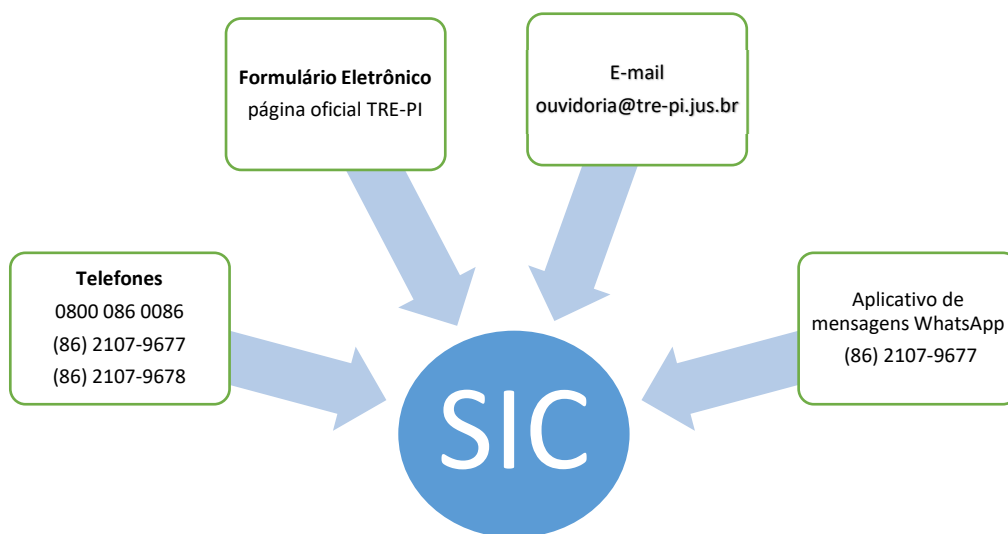 Formulário Eletrônico
página oficial TRE-PI
E-mail
ouvidoria@tre-pi.jus.br
Telefones
0800 086 0086
(86) 2107-9677
(86) 2107-9678
Aplicativo de
mensagens WhatsApp
(86) 2107-9677
SIC